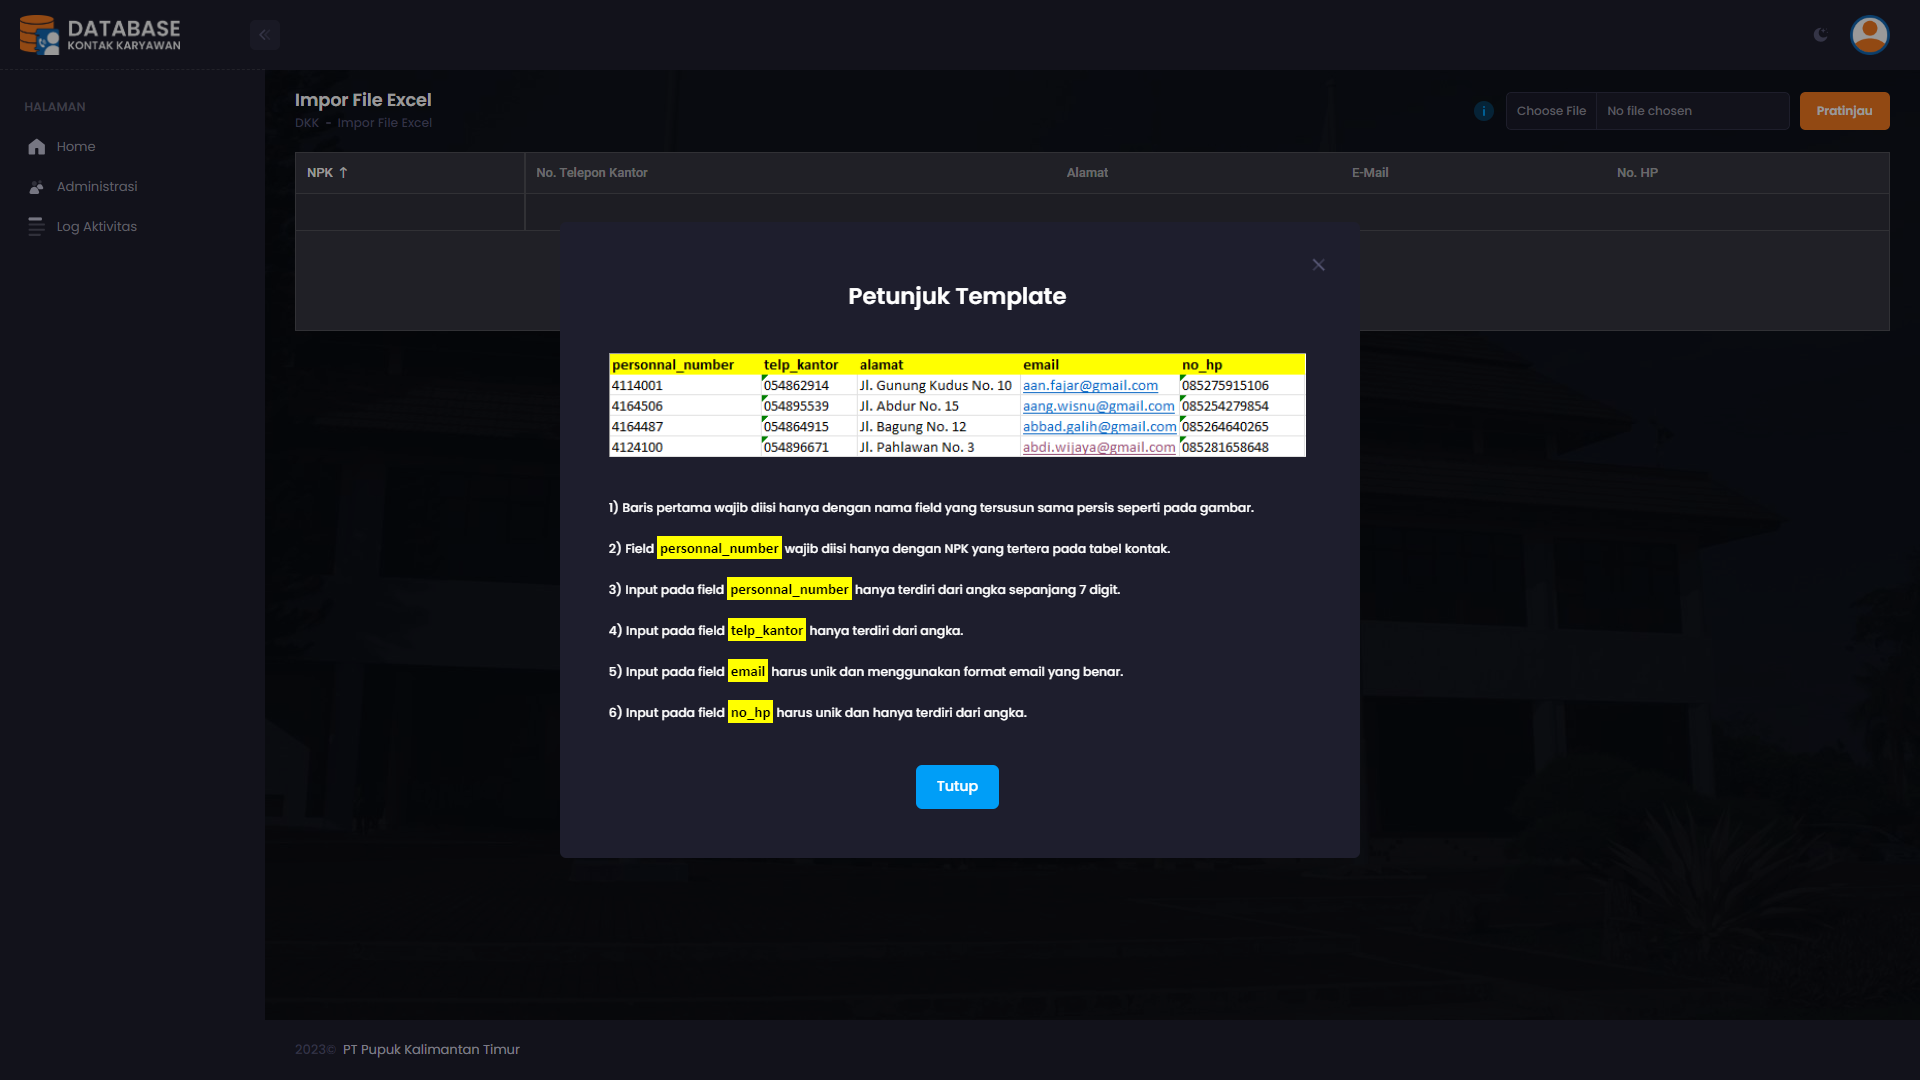 DATABASE
KONTAK KARYAWAN
HALAMAN
Home
Administrasi
Log Aktivitas
Impor File Excel
DKK - Impor File Excel
i
Choose File No file chosen
Pratinjau
NPK ↑ No. Telepon Kantor Alamat E-Mail No. HP
Petunjuk Template
personnal_number telp_kantor alamat email no_hp
4114001 054862914 Jl. Gunung Kudus No. 10 aan.fajar@gmail.com 085275915106
4164506 054895539 Jl. Abdur No. 15 aang.wisnu@gmail.com 085254279854
4164487 054864915 Jl. Bagung No. 12 abbad.galih@gmail.com 085264640265
4124100 054896671 Jl. Pahlawan No. 3 abdi.wijaya@gmail.com 085281658648
1) Baris pertama wajib diisi hanya dengan nama field yang tersusun sama persis seperti pada gambar.
2) Field personnal_number wajib diisi hanya dengan NPK yang tertera pada tabel kontak.
3) Input pada field personnal_number hanya terdiri dari angka sepanjang 7 digit.
4) Input pada field telp_kantor hanya terdiri dari angka.
5) Input pada field email harus unik dan menggunakan format email yang benar.
6) Input pada field no_hp harus unik dan hanya terdiri dari angka.
Tutup
2023© PT Pupuk Kalimantan Timur